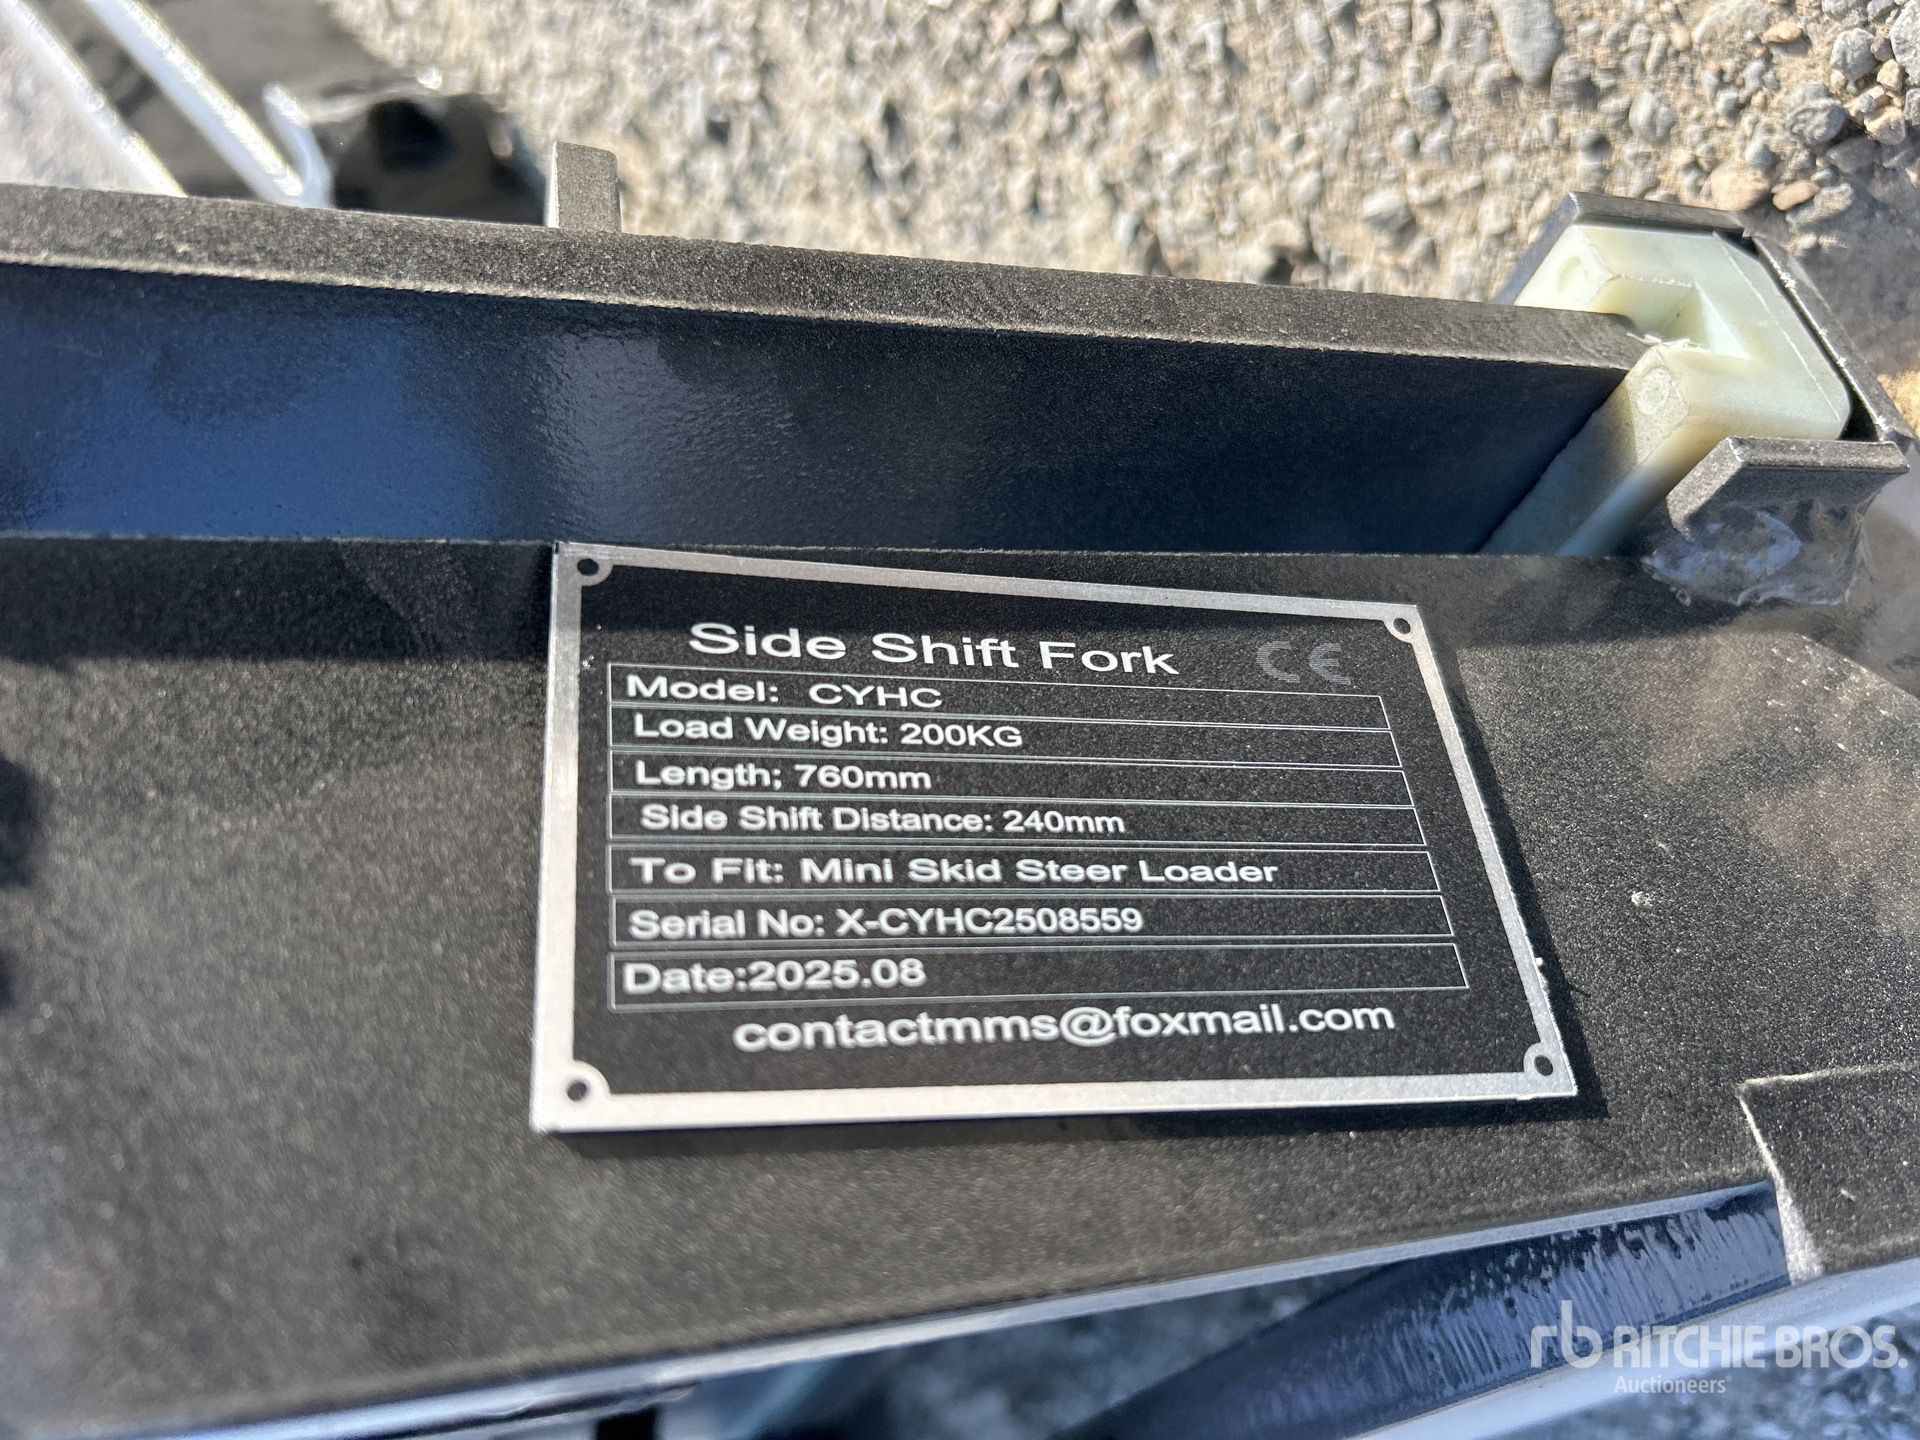 Side Shift Fork CE
Model: CYHC
Load Weight: 200KG
Length; 760mm
Side Shift Distance: 240mm
To Fit: Mini Skid Steer Loader
Serial No: X-CYHC2508559
Date:2025.08
contactmms@foxmail.com
rb RITCHIE BROS.
Auctioneers